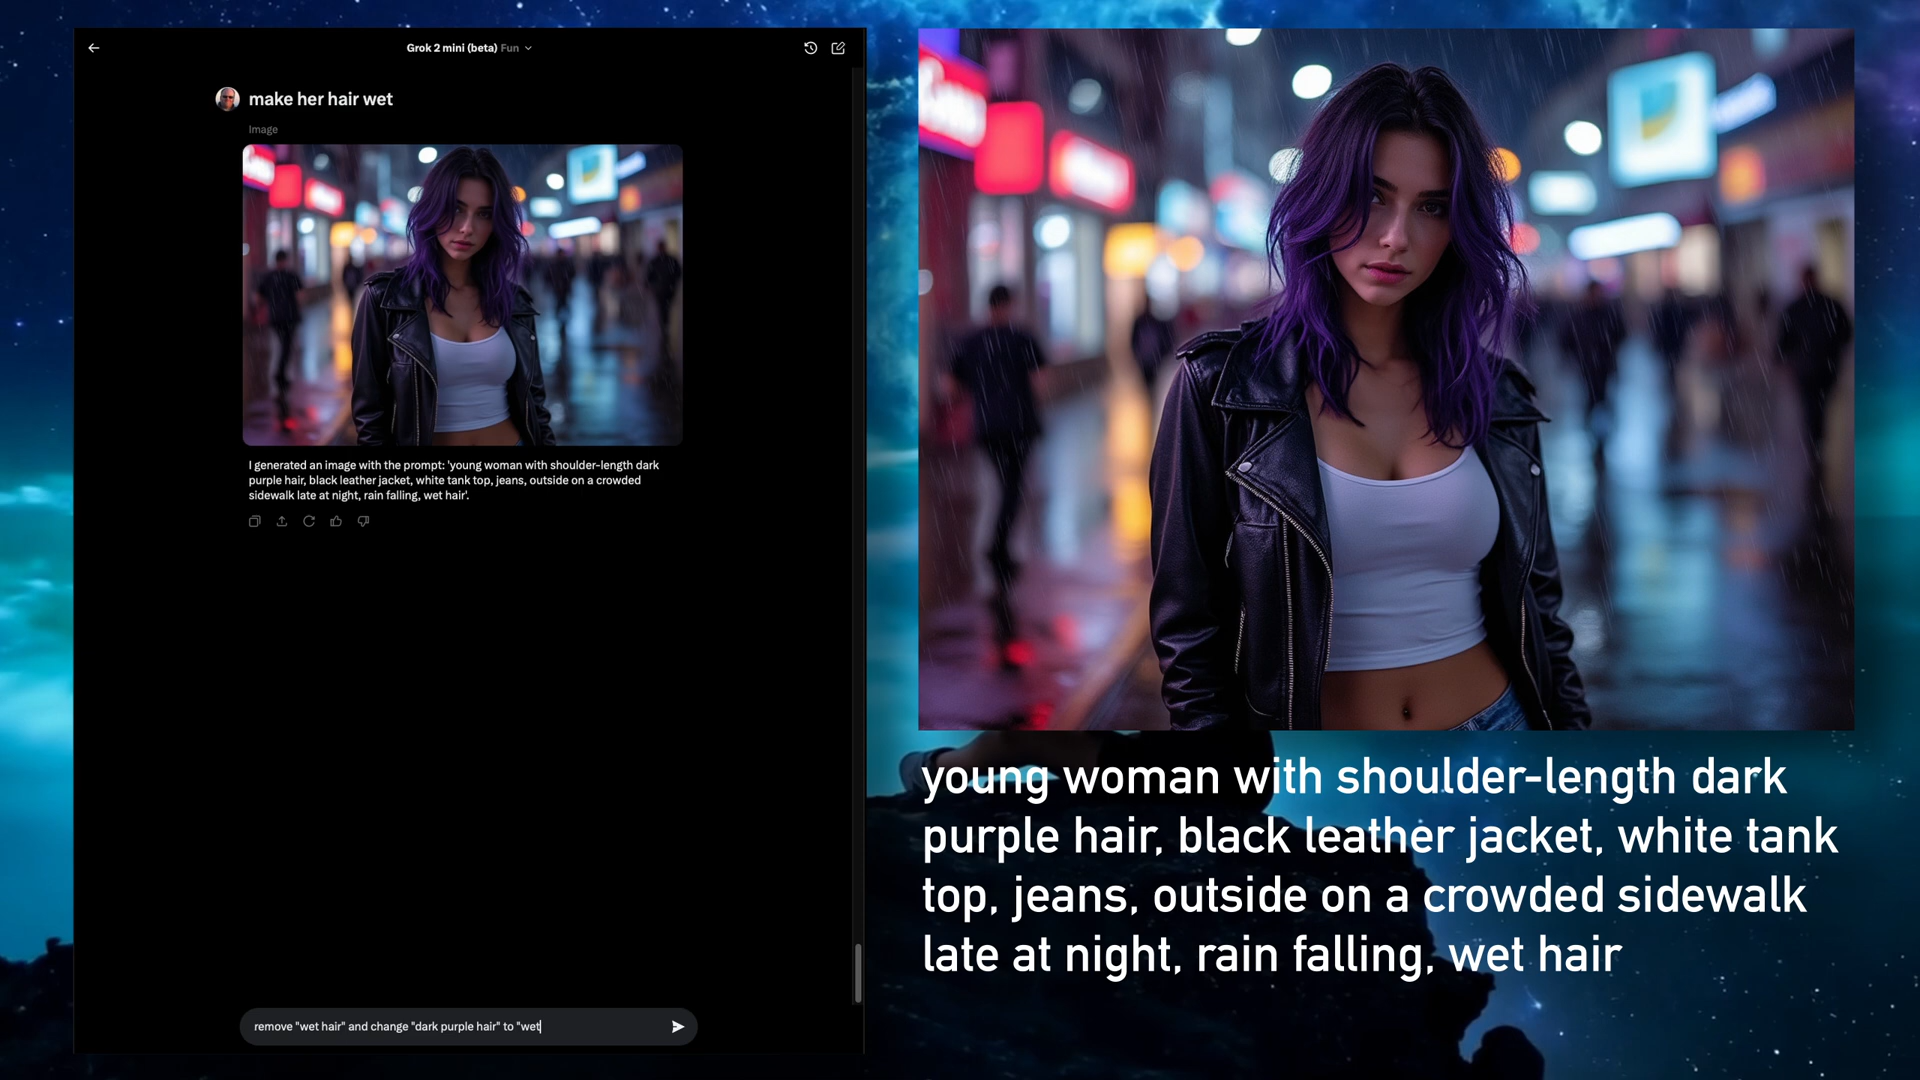 Grok 2 mini (beta) Fun
make her hair wet
Image
I generated an image with the prompt: 'young woman with shoulder-length dark
purple hair, black leather jacket, white tank top, jeans, outside on a crowded
sidewalk late at night, rain falling, wet hair'.
remove "wet hair" and change "dark purple hair" to "wet
young woman with shoulder-length dark
purple hair, black leather jacket, white tank
top, jeans, outside on a crowded sidewalk
late at night, rain falling, wet hair